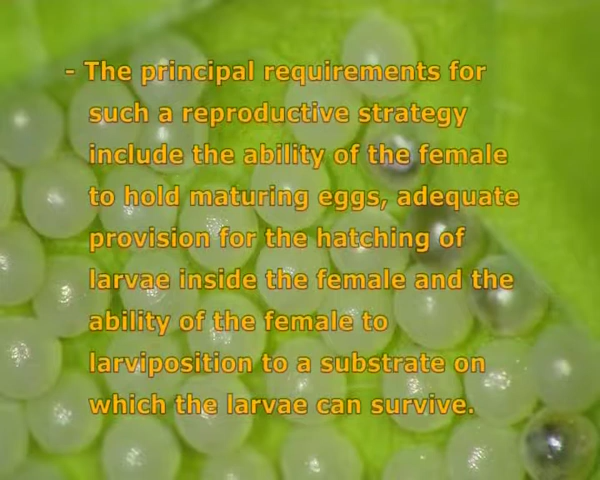 - The principal requirements for
such a reproductive strategy
include the ability of the female
to hold maturing eggs, adequate
provision for the hatching of
larvae inside the female and the
ability of the female to
larviposition to a substrate on
which the larvae can survive.